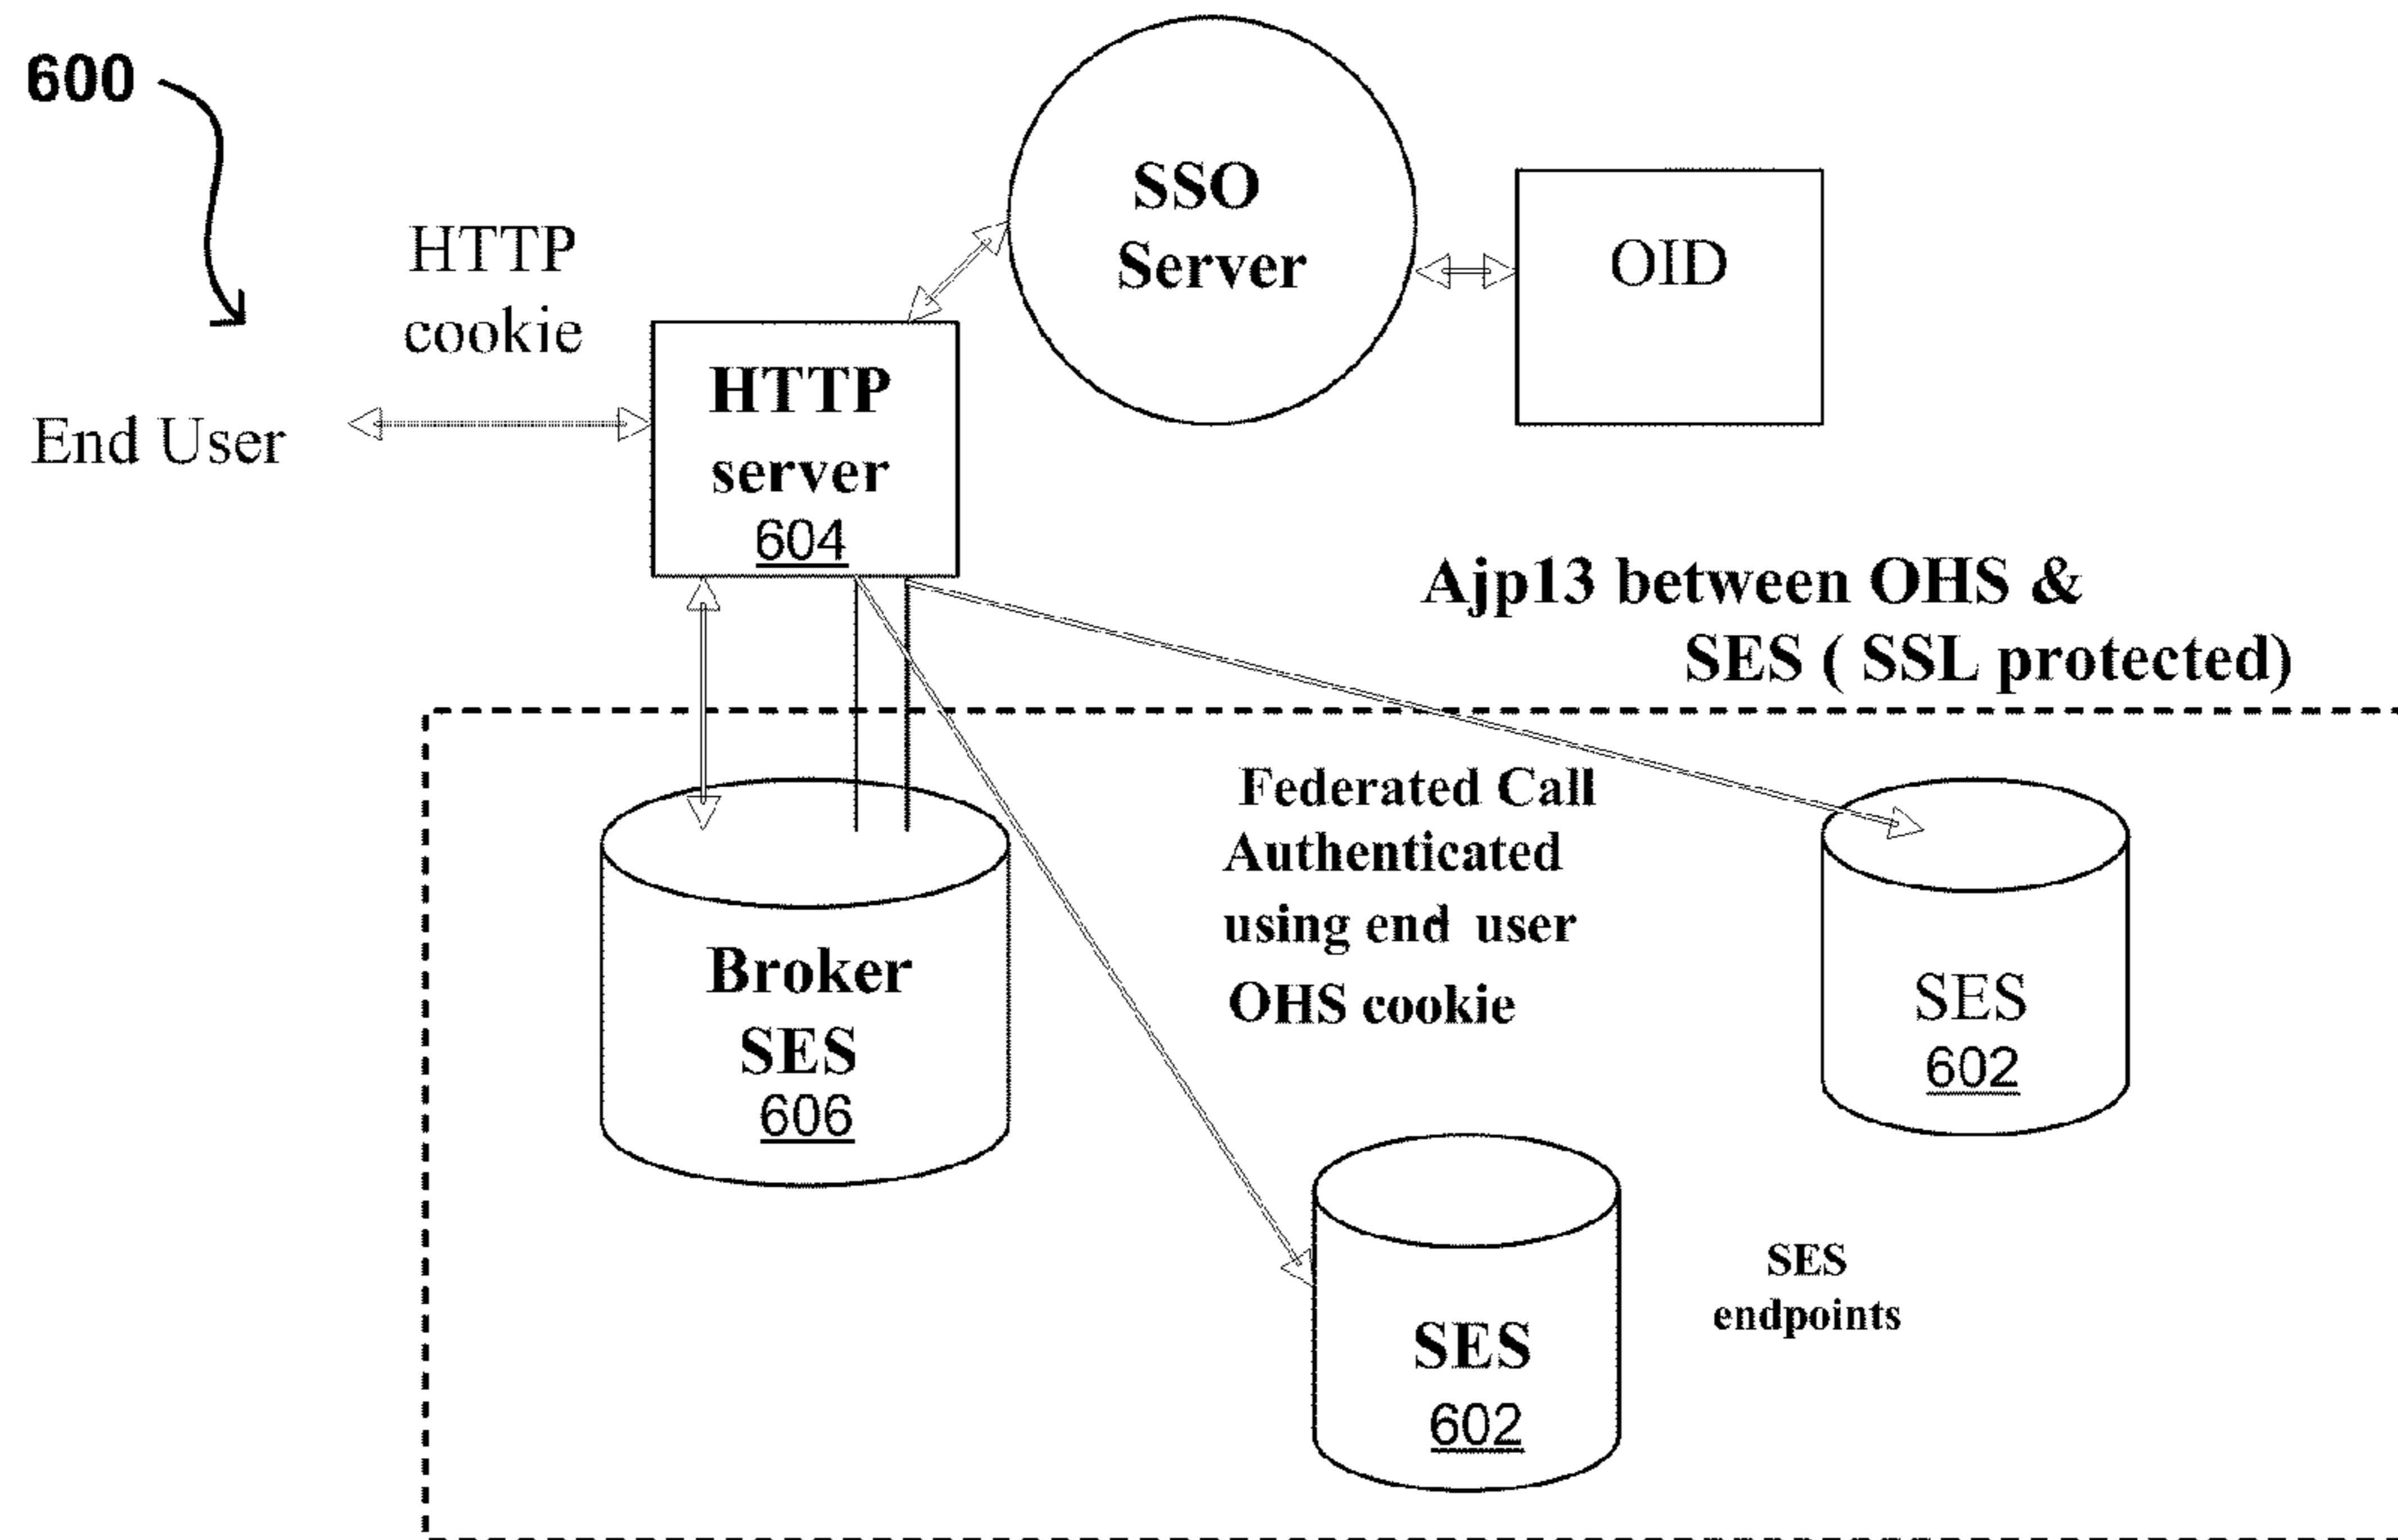 600
HTTP
cookie
End User
SSO
Server
OID
HTTP
server
604
Ajp13 between OHS &
SES ( SSL protected)
Federated Call
Authenticated
using end user
OHS cookie
Broker
SES
606
SES
602
SES
602
SES
endpoints